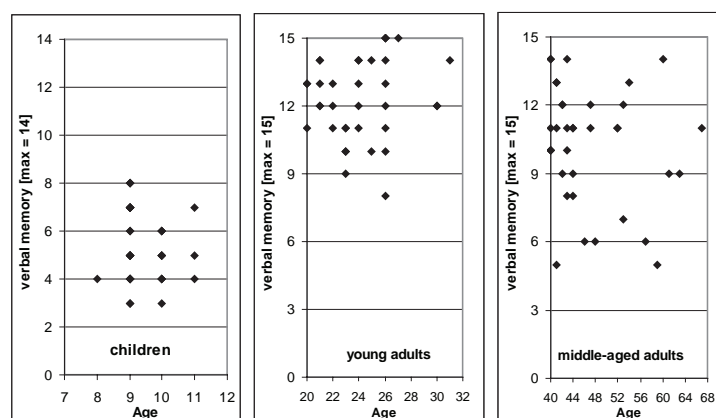 verbal memory [max = 14]
14
12
10
8
6
4
2
0
7 8 9 10 11 12
Age
children
verbal memory [max = 15]
15
12
9
6
3
0
20 22 24 26 28 30 32
Age
young adults
verbal memory [max = 15]
15
12
9
6
3
0
40 44 48 52 56 60 64 68
Age
middle-aged adults